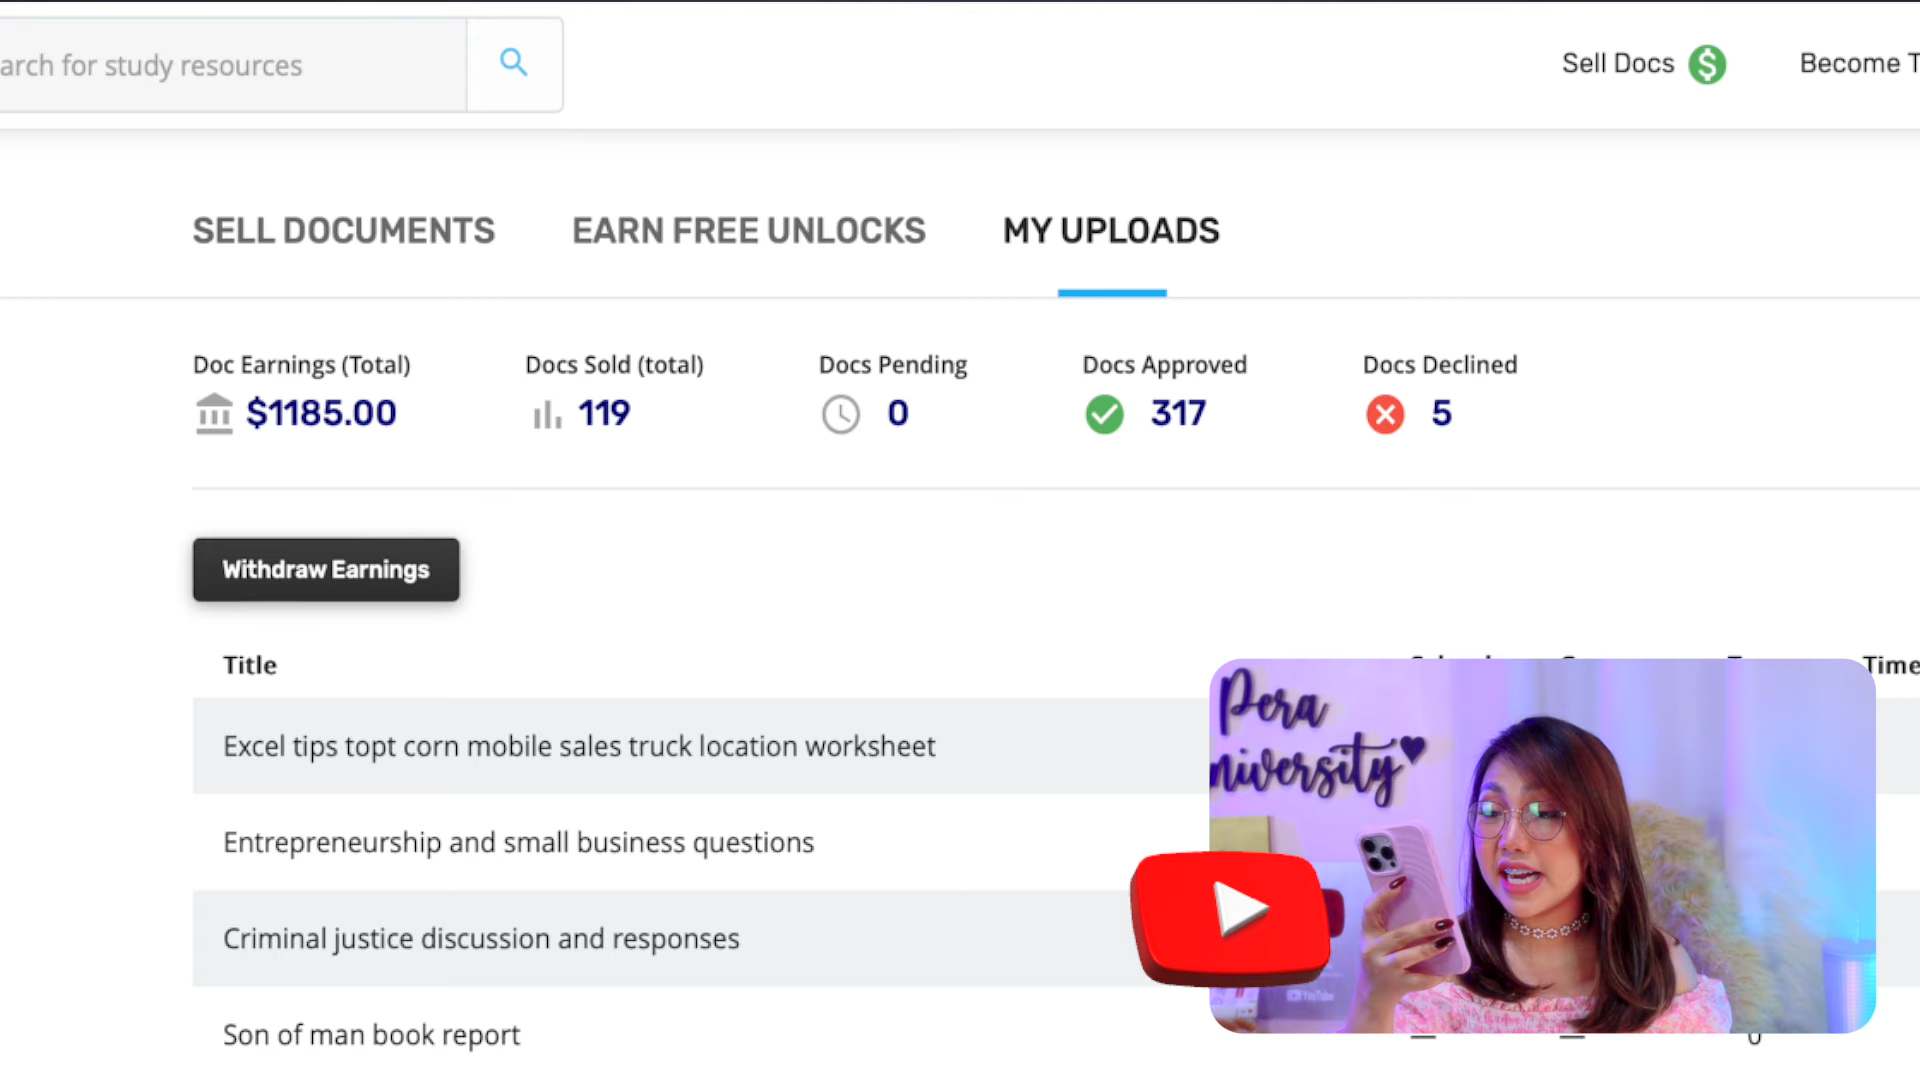 arch for study resources
Sell Docs
Become T
SELL DOCUMENTS
EARN FREE UNLOCKS
MY UPLOADS
Doc Earnings (Total)
Docs Sold (total)
Docs Pending
Docs Approved
Docs Declined
$1185.00
119
0
317
5
Withdraw Earnings
Title
Time
Excel tips topt corn mobile sales truck location worksheet
Entrepreneurship and small business questions
Criminal justice discussion and responses
Son of man book report
Pera
niversity
YouTube